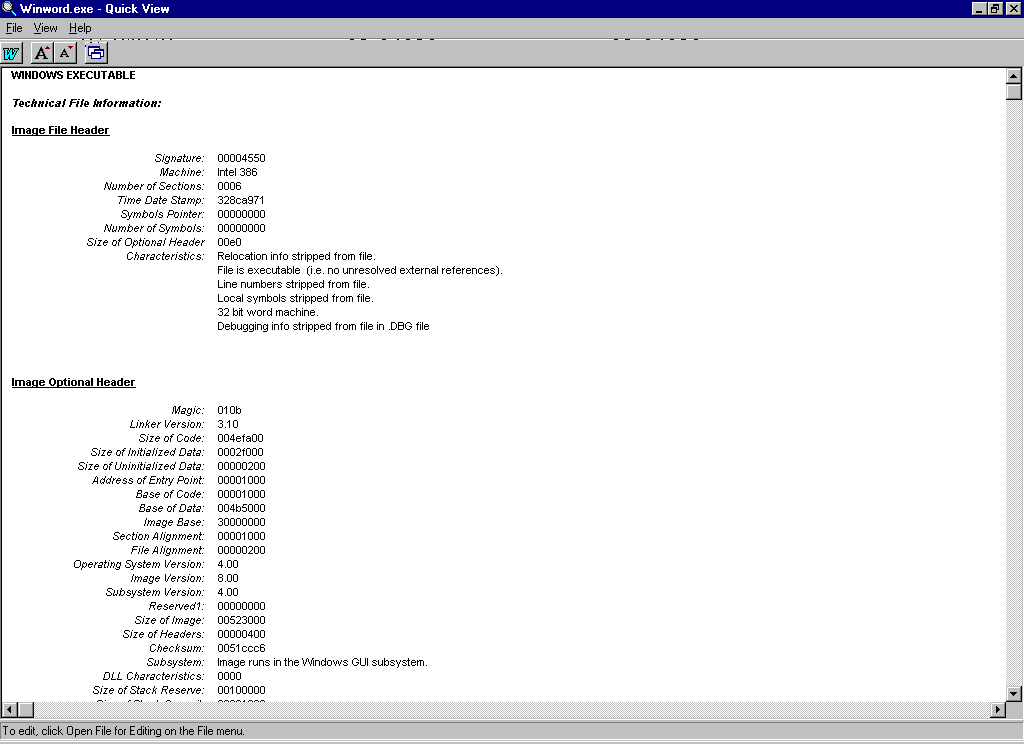 Winword.exe - Quick View
File View Help
WINDOWS EXECUTABLE
Technical File Information:
Image File Header
Signature: 00004550
Machine: Intel 386
Number of Sections: 0006
Time Date Stamp: 328ca971
Symbols Pointer: 00000000
Number of Symbols: 00000000
Size of Optional Header 00e0
Characteristics: Relocation info stripped from file.
File is executable (i.e. no unresolved external references).
Line numbers stripped from file.
Local symbols stripped from file.
32 bit word machine.
Debugging info stripped from file in .DBG file
Image Optional Header
Magic: 010b
Linker Version: 3.10
Size of Code: 004efa00
Size of Initialized Data: 0002f000
Size of Uninitialized Data: 00000200
Address of Entry Point: 00001000
Base of Code: 00001000
Base of Data: 004b5000
Image Base: 30000000
Section Alignment: 00001000
File Alignment: 00000200
Operating System Version: 4.00
Image Version: 8.00
Subsystem Version: 4.00
Reserved1: 00000000
Size of Image: 00523000
Size of Headers: 00000400
Checksum: 0051ccc6
Subsystem: Image runs in the Windows GUI subsystem.
DLL Characteristics: 0000
Size of Stack Reserve: 00100000
To edit, click Open File for Editing on the File menu.